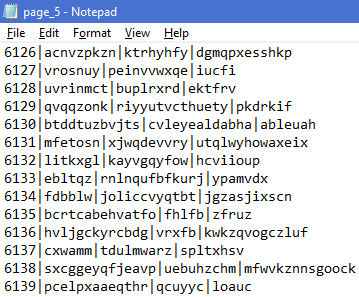 page_5 - Notepad
File Edit Format View Help
6126|acnvzpkzn|ktrhyhfy|dgmqpxesshkp
6127|vrosnuy|peinvvwxqe|iucfi
6128|uvrinmct|buplrxrd|ektfrv
6129|qvqqzonk|riyyutvcthuety|pkdrkif
6130|btddtuzbvjts|cvleyealdabha|ableuah
6131|mfetosn|xjwqdevvry|utqlwyhowaxeix
6132|litkxgl|kayvgqyfow|hcviioup
6133|ebltqz|rnlnqufbfkurj|ypamvdx
6134|fdbblw|joliccvyqtbt|jgzasjixscn
6135|bcrtcabehvatfo|fhlfb|zfruz
6136|hvljgckyrcbdg|vrxfb|kwkzqvogczluf
6137|cxwamm|tdulmwarz|spltxhsv
6138|sxcggeyqfjeavp|uebuhzchm|mfwvkznnsgoock
6139|pcelpxaaeqthr|qcuyyc|loauc